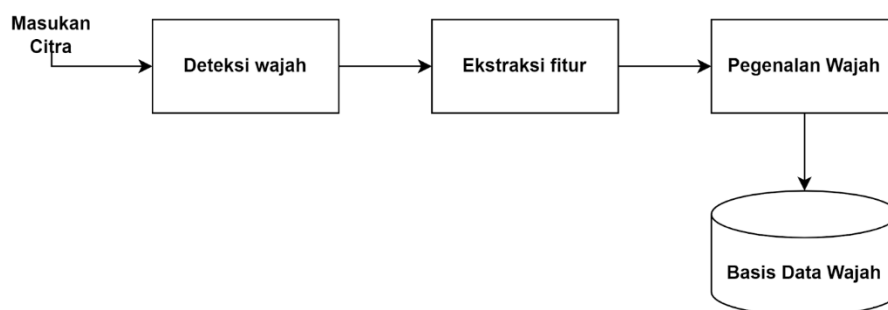 Masukan
Citra
Deteksi wajah
Ekstraksi fitur
Pegenalan Wajah
Basis Data Wajah